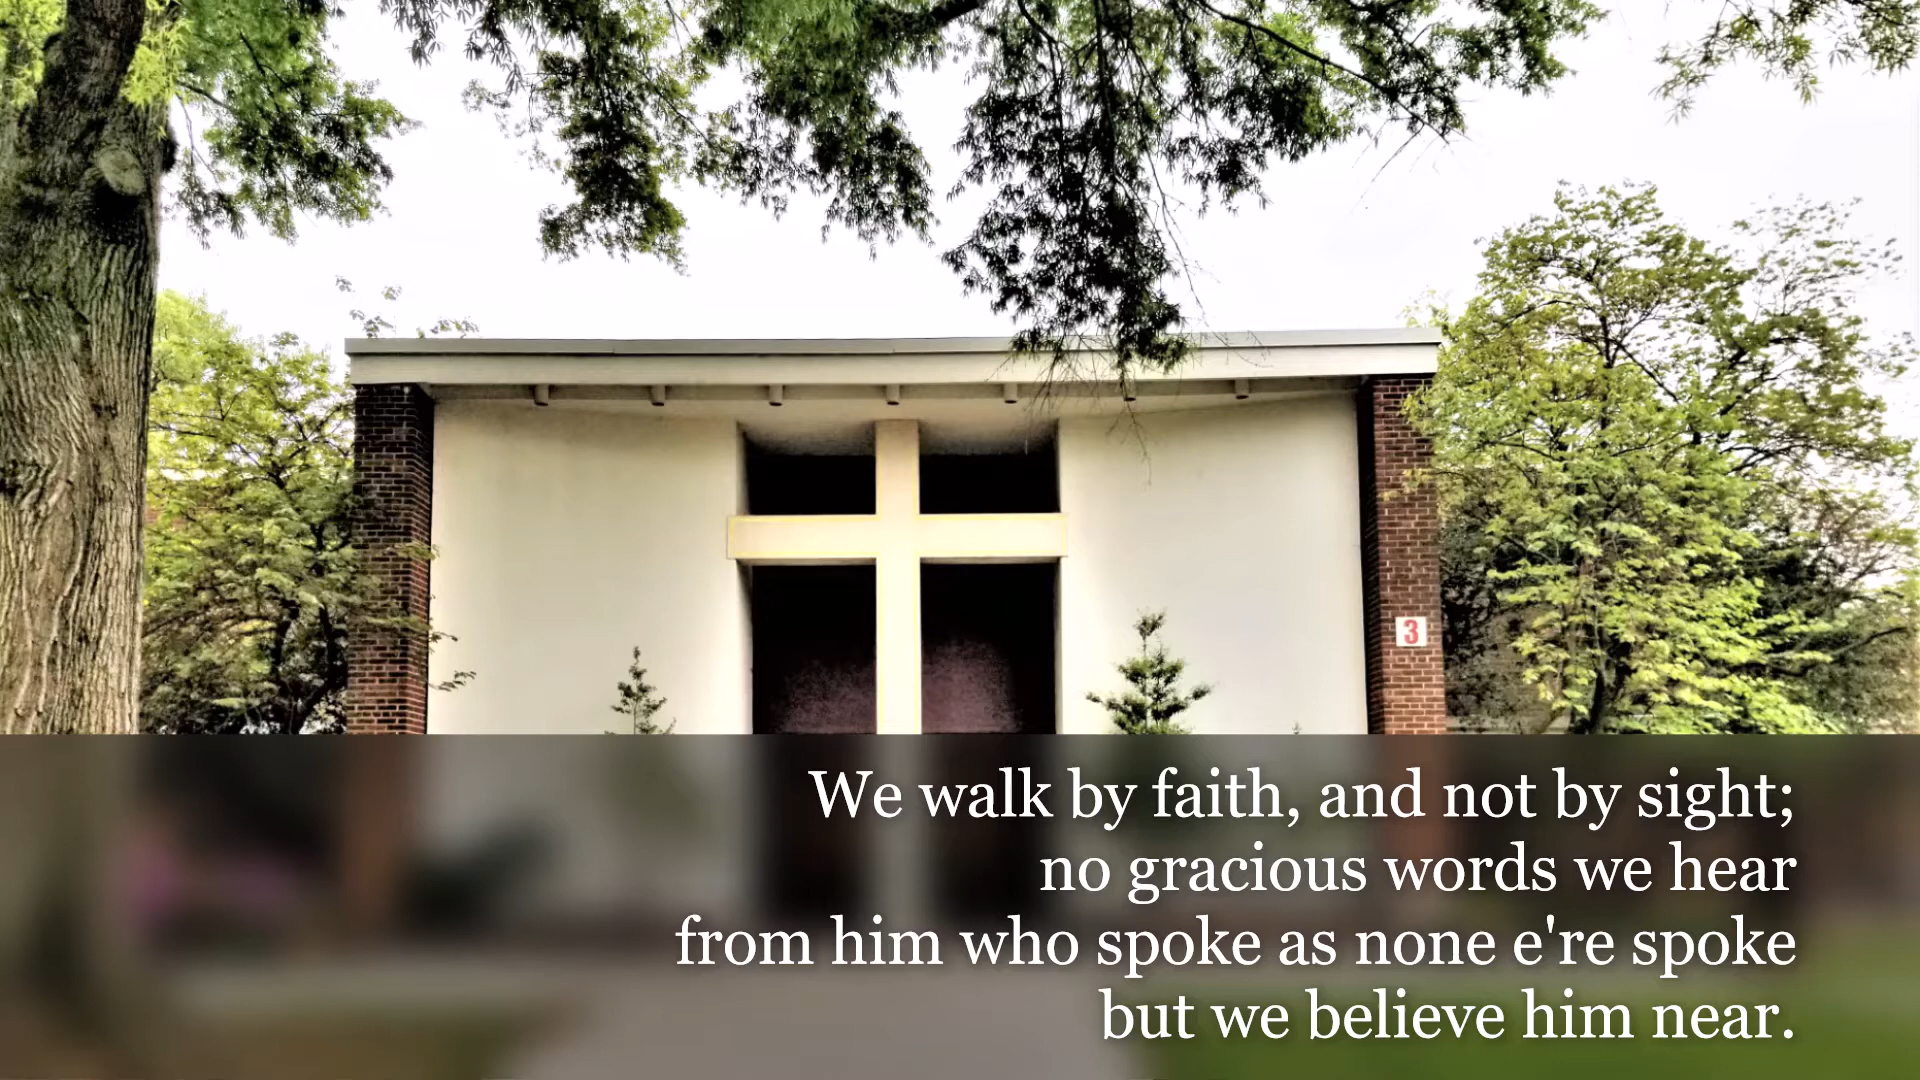 3
We walk by faith, and not by sight;
no gracious words we hear
from him who spoke as none e're spoke
but we believe him near.